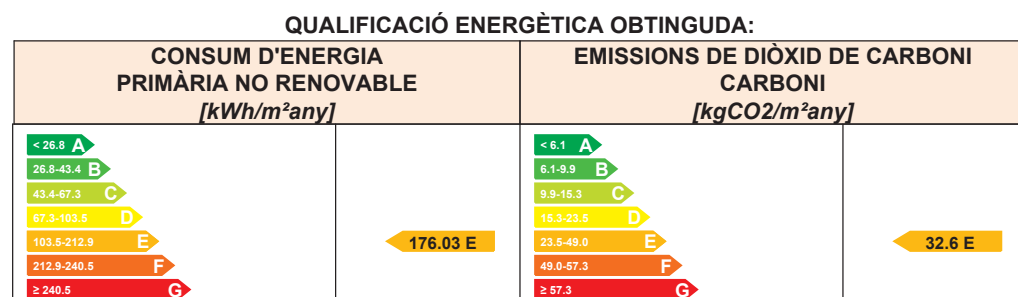 QUALIFICACIÓ ENERGÈTICA OBTINGUDA:
CONSUM D'ENERGIA
PRIMÀRIA NO RENOVABLE
[kWh/m²any]
EMISSIONS DE DIÒXID DE CARBONI
CARBONI
[kgCO2/m²any]
< 26.8 A
26.8-43.4 B
43.4-67.3 C
67.3-103.5 D
103.5-212.9 E
212.9-240.5 F
≥ 240.5 G
176.03 E
< 6.1 A
6.1-9.9 B
9.9-15.3 C
15.3-23.5 D
23.5-49.0 E
49.0-57.3 F
≥ 57.3 G
32.6 E